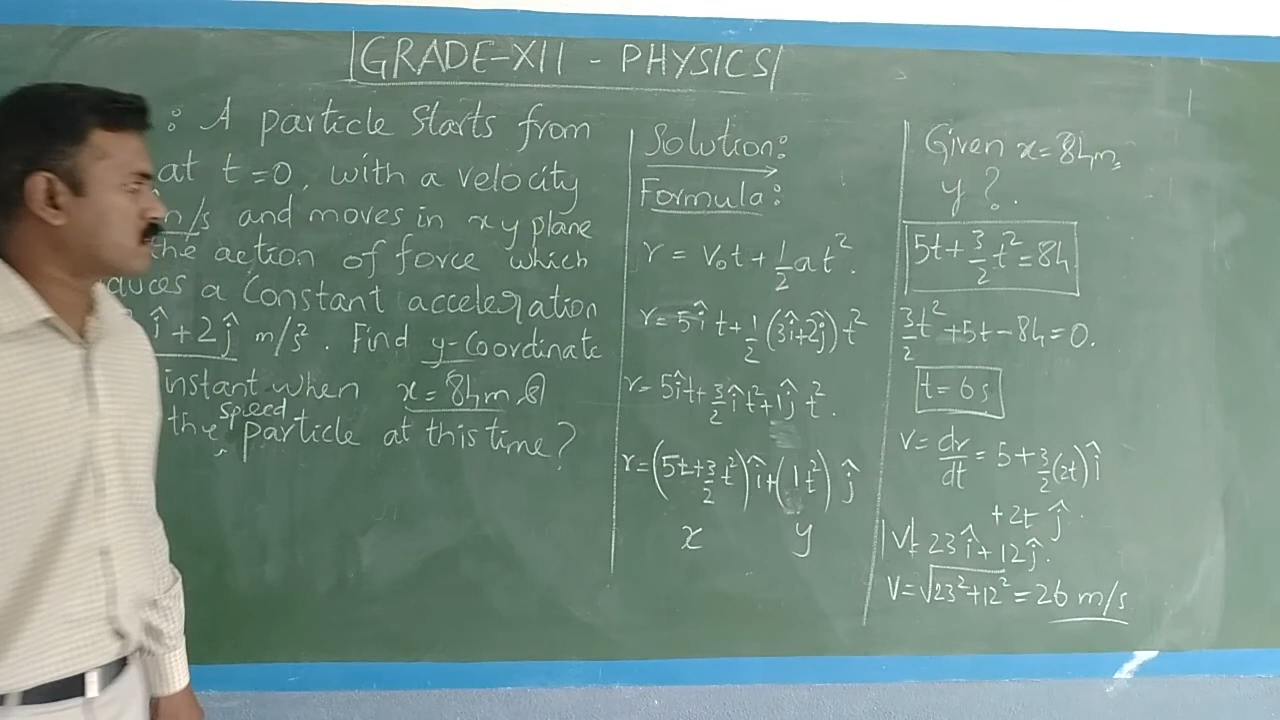 GRADE-XII - PHYSICS
: A particle starts from
at t=0, with a velocity
m/s and moves in xy plane
the action of force which
duces a Constant acceleration
î+2ĵ m/s². Find y-Coordinate
instant when x=84m &
the speed particle at this time?
Solution:
Formula:
r = v₀t + 1/2 at².
r = 5î t + 1/2 (3î+2ĵ) t²
r = 5ît + 3/2 ît² + 1ĵ t².
r = (5t + 3/2 t²) î + (1t²) ĵ
x y
Given x=84m,
y ?.
5t + 3/2 t² = 84
3/2 t² + 5t - 84 = 0.
t = 6s
v = dr/dt = 5 + 3/2 (2t) î
+2t ĵ.
|v| = 23î + 12ĵ.
v = √23²+12² = 26 m/s